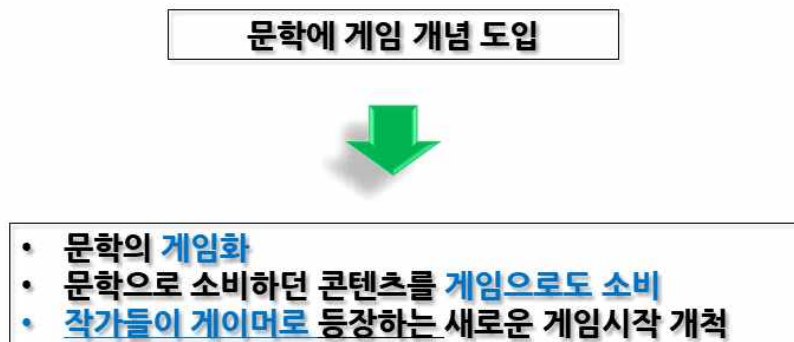 문학에 게임 개념 도입
• 문학의 게임화
• 문학으로 소비하던 콘텐츠를 게임으로도 소비
• 작가들이 게이머로 등장하는 새로운 게임시작 개척